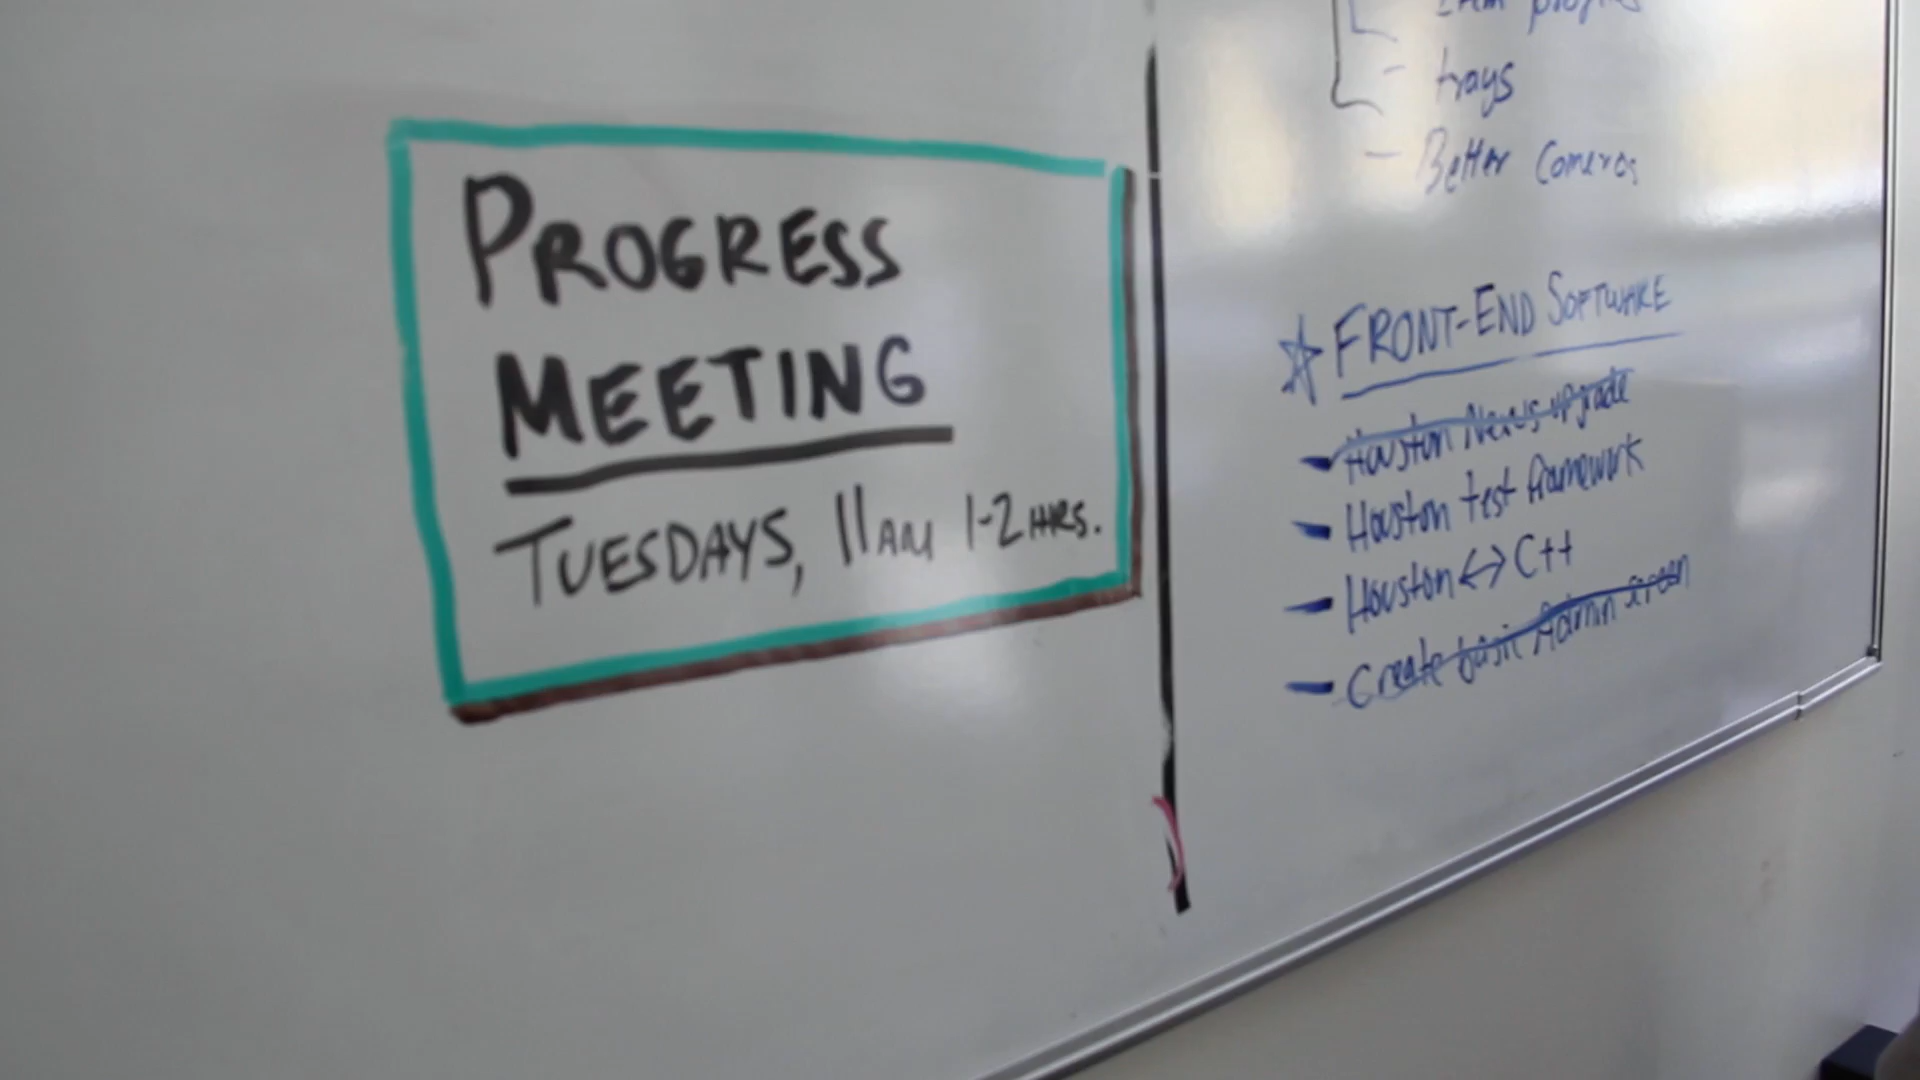 PROGRESS
MEETING
TUESDAYS, 11AM 1-2 HRS.
- trays
- Better Cameras
☆ FRONT-END SOFTWARE
- Houston News upgrade
- Houston test framework
- Houston <-> C++
- Create basic Admin screen